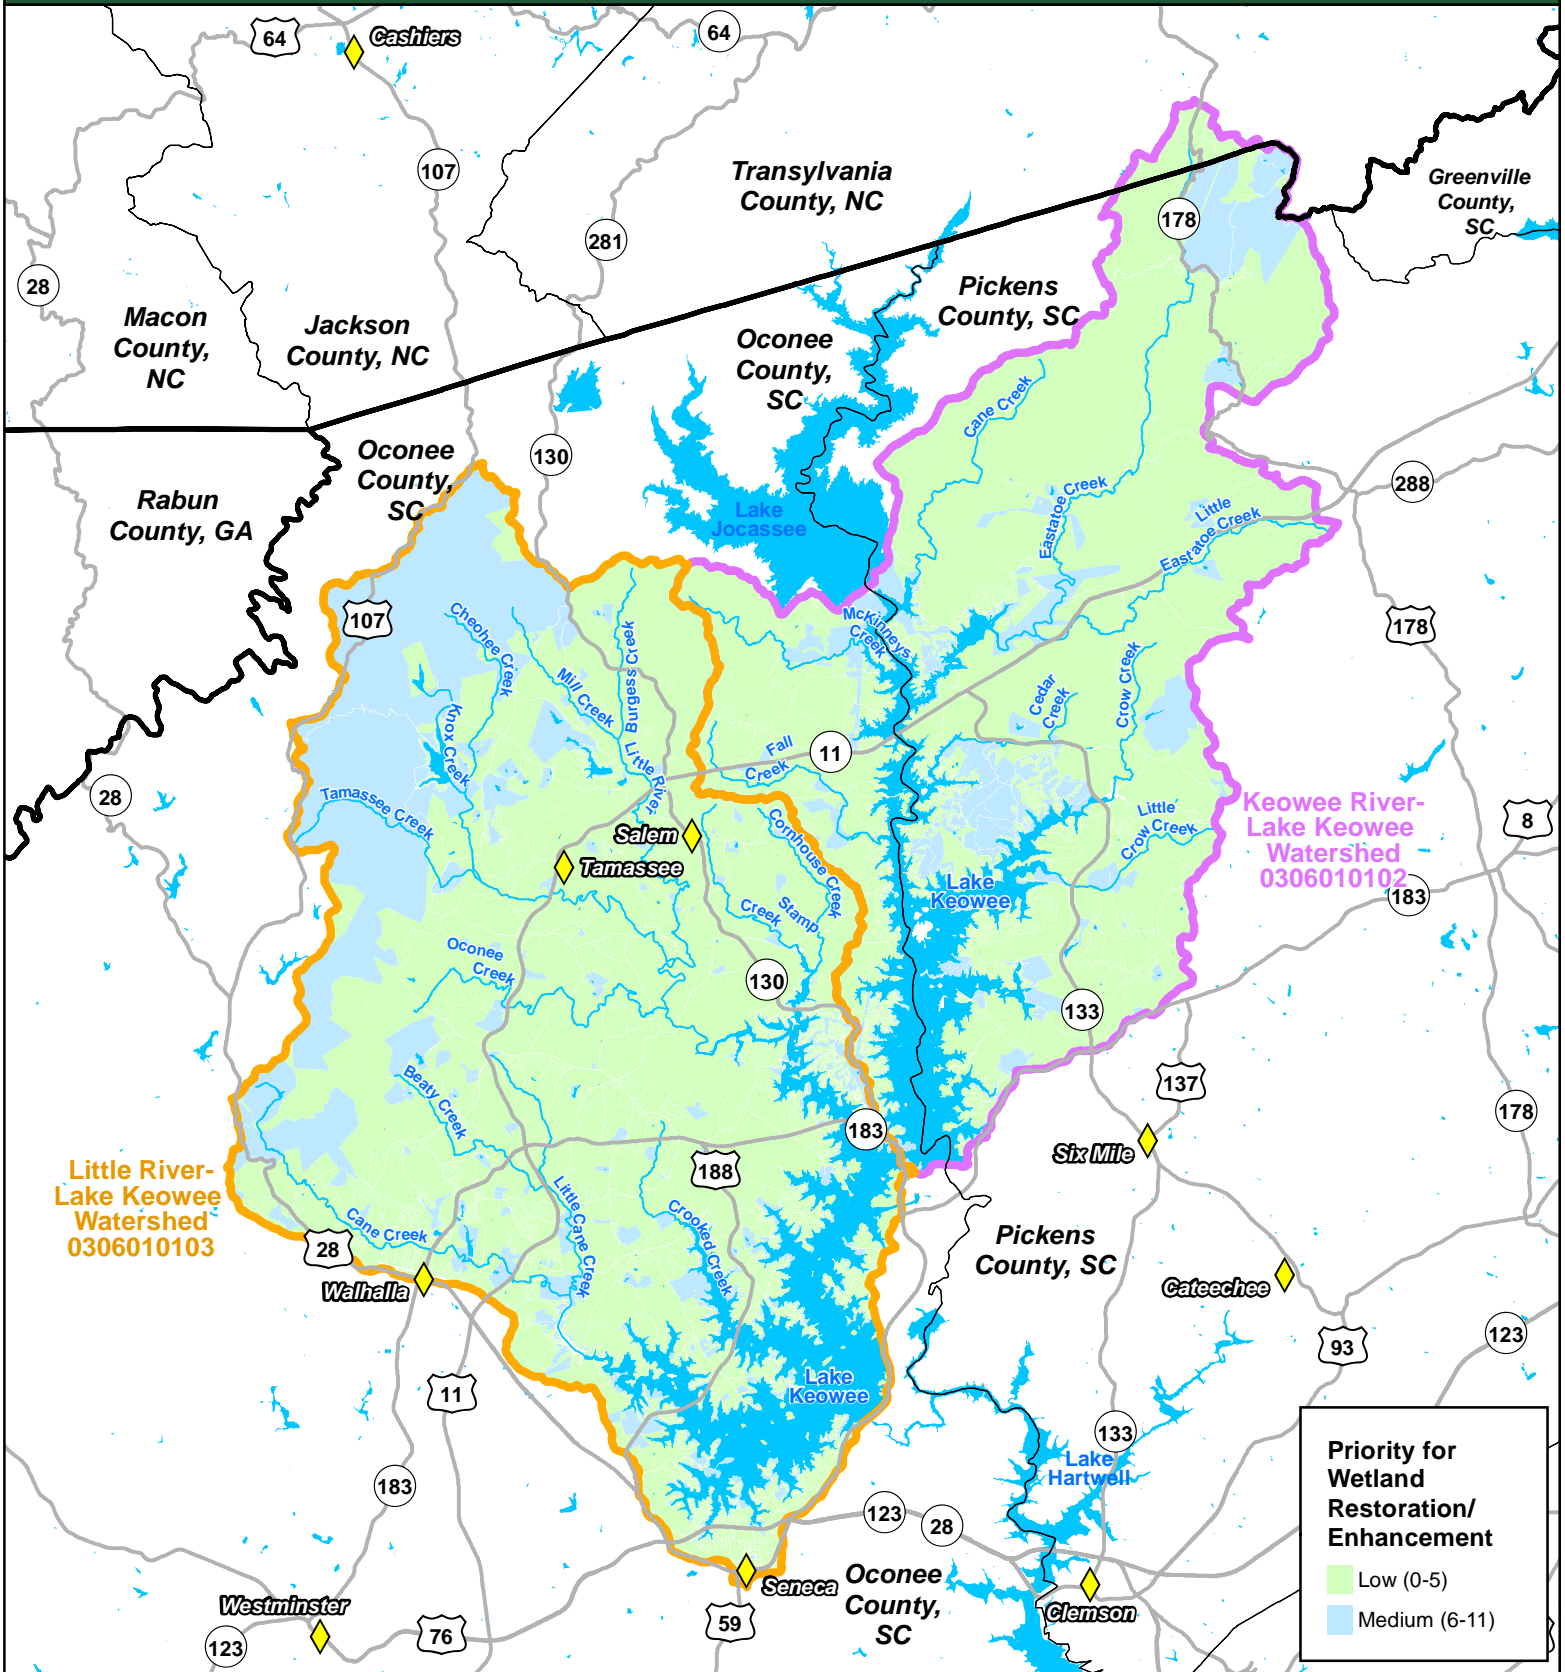 64
Cashiers
64
107
Transylvania
County, NC
Greenville
County,
SC
178
281
28
Pickens
County, SC
Macon
County,
NC
Jackson
County, NC
Oconee
County,
SC
Cane Creek
130
Oconee
County,
SC
288
Rabun
County, GA
Lake
Jocassee
Eastatoe Creek
Little
Eastatoe Creek
107
Cheohee Creek
Mill Creek
Burgess Creek
McKinneys
Creek
178
Cedar
Creek
Crow Creek
Knox Creek
Little River
Fall
Creek
11
28
Tamassee Creek
Salem
Tamassee
Cornhouse Creek
Little
Crow Creek
Keowee River-
Lake Keowee
Watershed
0306010102
8
183
Lake
Keowee
Stamp
Creek
Oconee
Creek
130
133
Beaty Creek
137
178
183
Six Mile
Little River-
Lake Keowee
Watershed
0306010103
188
Little Cane Creek
Crooked Creek
Cane Creek
28
Walhalla
Pickens
County, SC
Cateechee
93
123
11
Lake
Keowee
133
Lake
Hartwell
183
123
28
Seneca
Oconee
County,
SC
Clemson
Westminster
123
76
59
Priority for
Wetland
Restoration/
Enhancement
Low (0-5)
Medium (6-11)